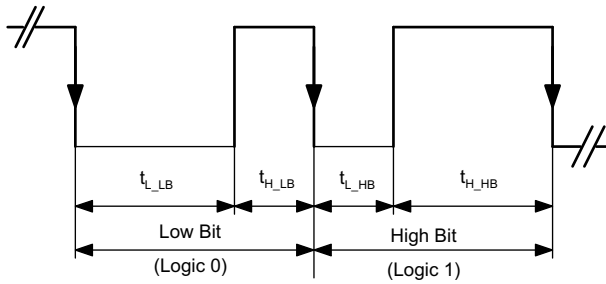 t_L_LB t_H_LB t_L_HB t_H_HB
Low Bit High Bit
(Logic 0) (Logic 1)